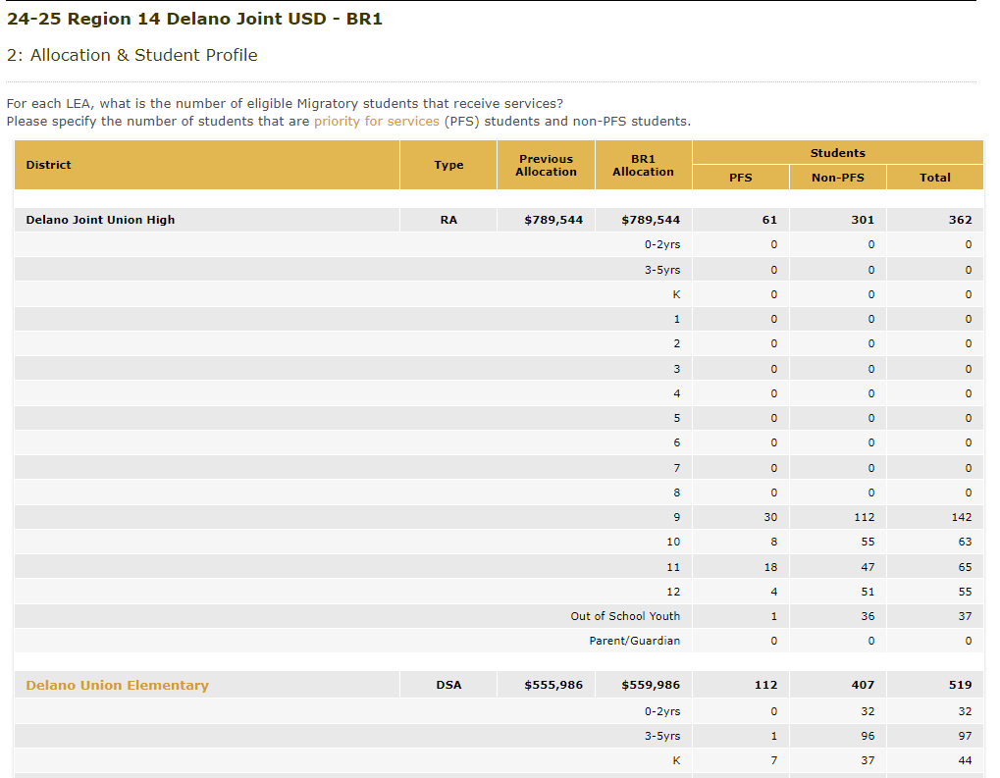 24-25 Region 14 Delano Joint USD - BR1
2: Allocation & Student Profile
For each LEA, what is the number of eligible Migratory students that receive services?
Please specify the number of students that are priority for services (PFS) students and non-PFS students.
District Type Previous Allocation BR1 Allocation Students
PFS Non-PFS Total
Delano Joint Union High RA $789,544 $789,544 61 301 362
0-2yrs 0 0 0
3-5yrs 0 0 0
K 0 0 0
1 0 0 0
2 0 0 0
3 0 0 0
4 0 0 0
5 0 0 0
6 0 0 0
7 0 0 0
8 0 0 0
9 30 112 142
10 8 55 63
11 18 47 65
12 4 51 55
Out of School Youth 1 36 37
Parent/Guardian 0 0 0
Delano Union Elementary DSA $555,986 $559,986 112 407 519
0-2yrs 0 32 32
3-5yrs 1 96 97
K 7 37 44